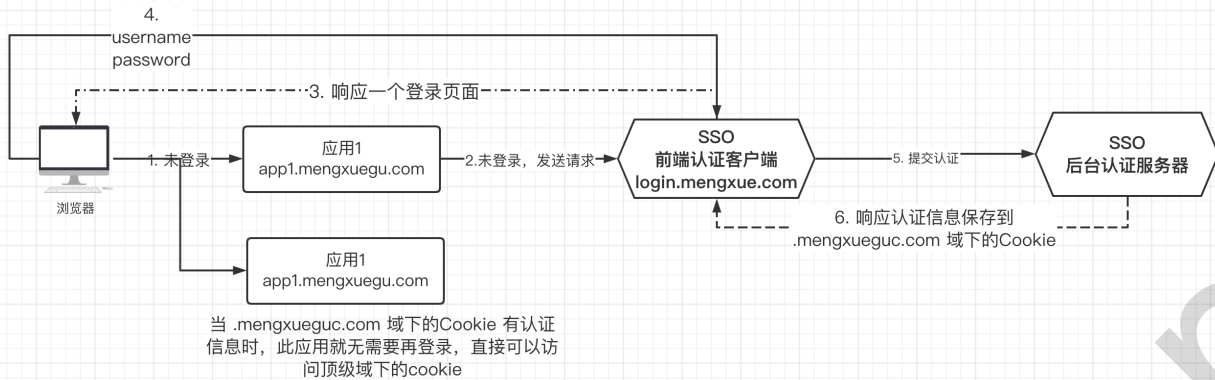 4.
username
password
3. 响应一个登录页面
浏览器
1. 未登录
应用1
app1.mengxuegu.com
2.未登录，发送请求
SSO
前端认证客户端
login.mengxue.com
5. 提交认证
SSO
后台认证服务器
6. 响应认证信息保存到
.mengxueguc.com 域下的Cookie
应用1
app1.mengxuegu.com
当 .mengxueguc.com 域下的Cookie 有认证
信息时，此应用就无需要再登录，直接可以访
问顶级域下的cookie